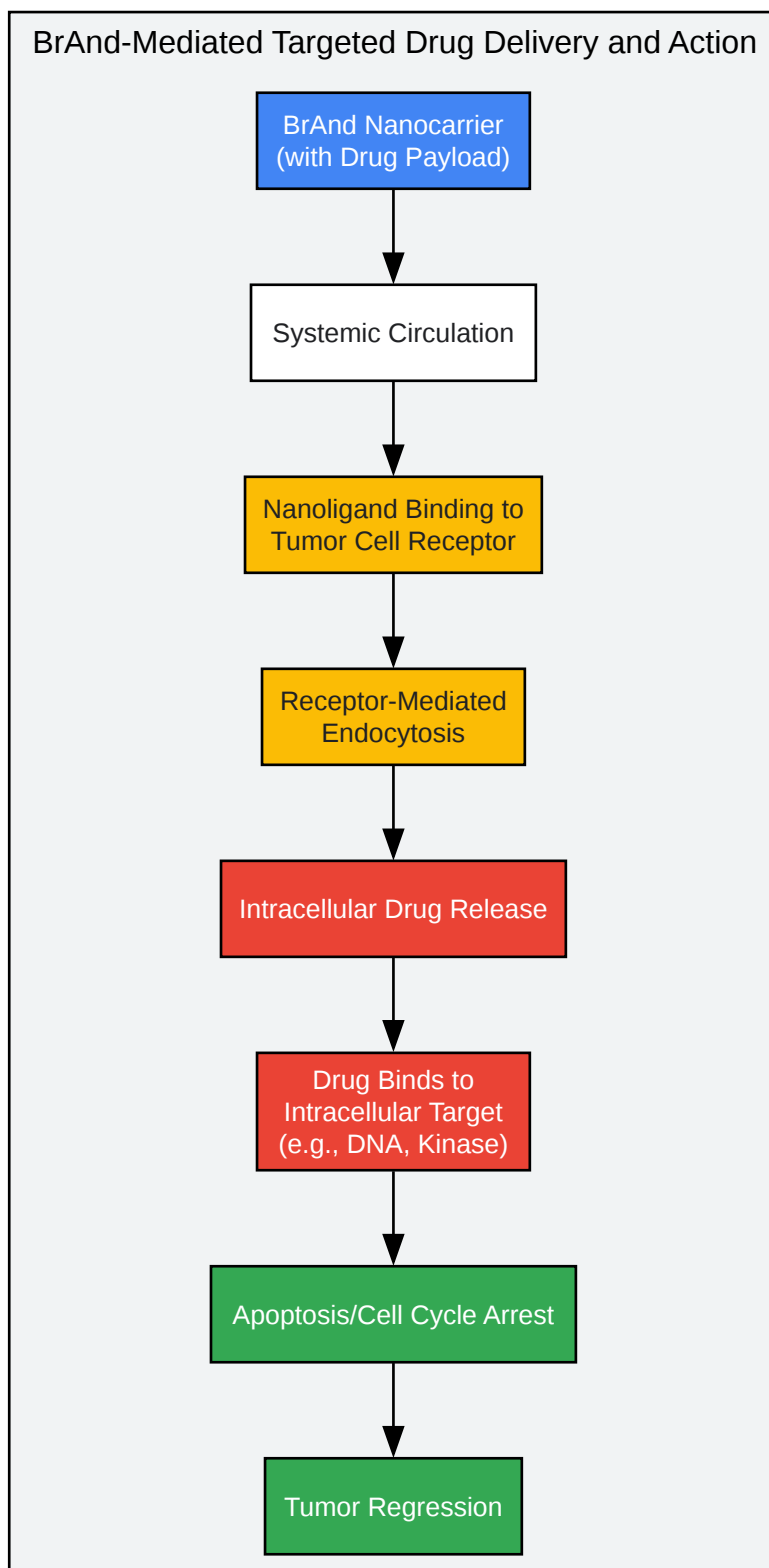 BrAnd-Mediated Targeted Drug Delivery and Action
BrAnd Nanocarrier
(with Drug Payload)
Systemic Circulation
Nanoligand Binding to
Tumor Cell Receptor
Receptor-Mediated
Endocytosis
Intracellular Drug Release
Drug Binds to
Intracellular Target
(e.g., DNA, Kinase)
Apoptosis/Cell Cycle Arrest
Tumor Regression